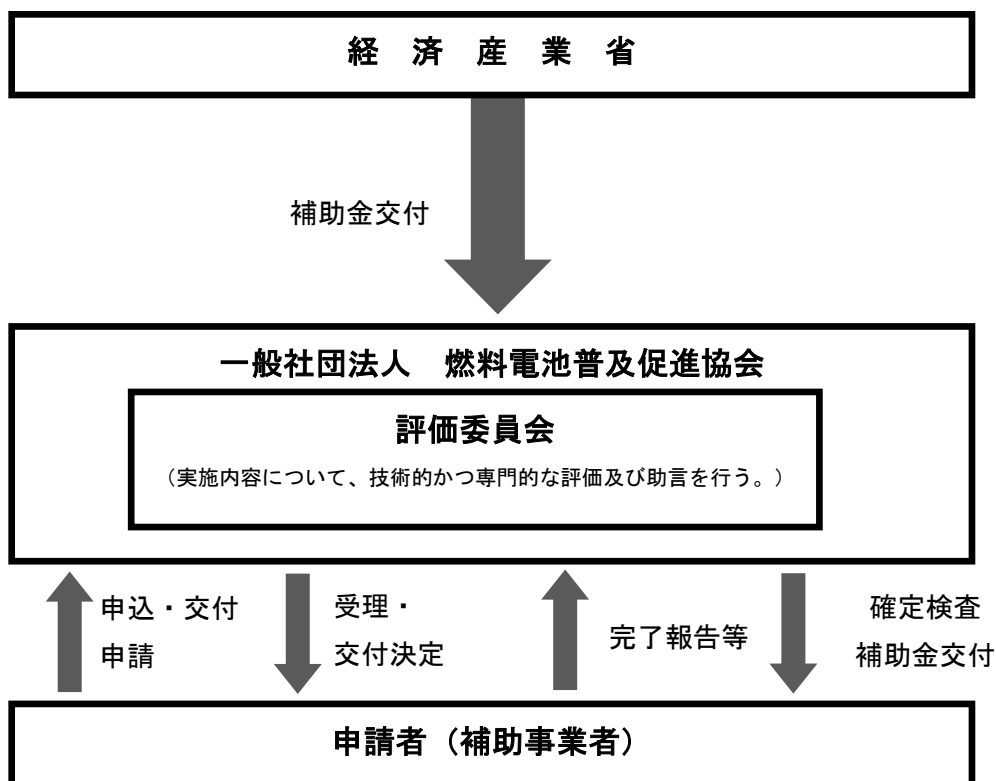 経 済 産 業 省
補助金交付
一般社団法人 燃料電池普及促進協会
評価委員会
（実施内容について、技術的かつ専門的な評価及び助言を行う。）
申込・交付
申請
受理・
交付決定
完了報告等
確定検査
補助金交付
申請者（補助事業者）